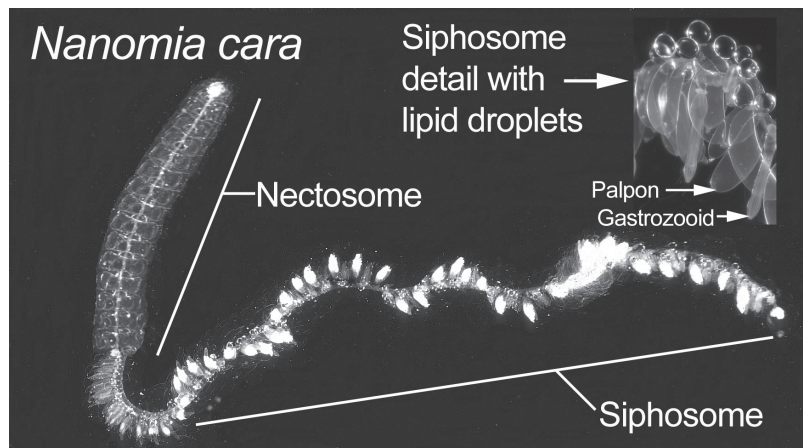 Nanomia cara
Siphosome
detail with
lipid droplets
Palpon
Gastrozooid
Nectosome
Siphosome